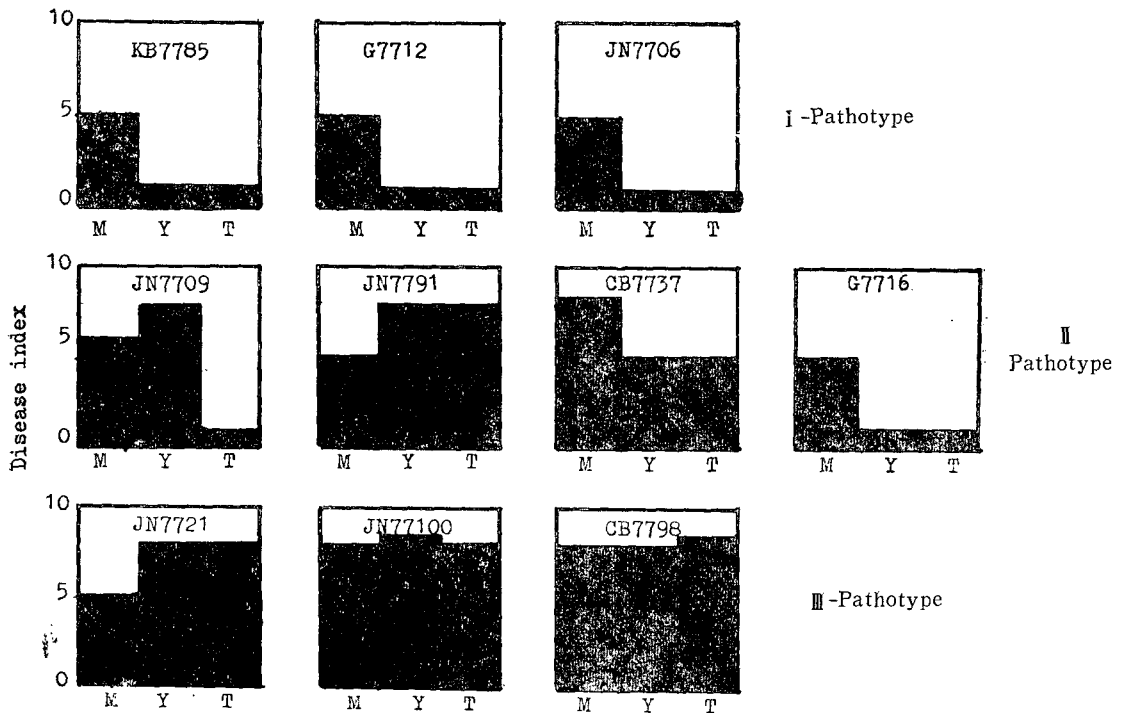 10
5
0
KB7785
M Y T
G7712
M Y T
JN7706
M Y T
I -Pathotype
Disease index
10
5
0
JN7709
M Y T
JN7791
M Y T
CB7737
M Y T
G7716
M Y T
II
Pathotype
10
5
0
JN7721
M Y T
JN77100
M Y T
CB7798
M Y T
III -Pathotype